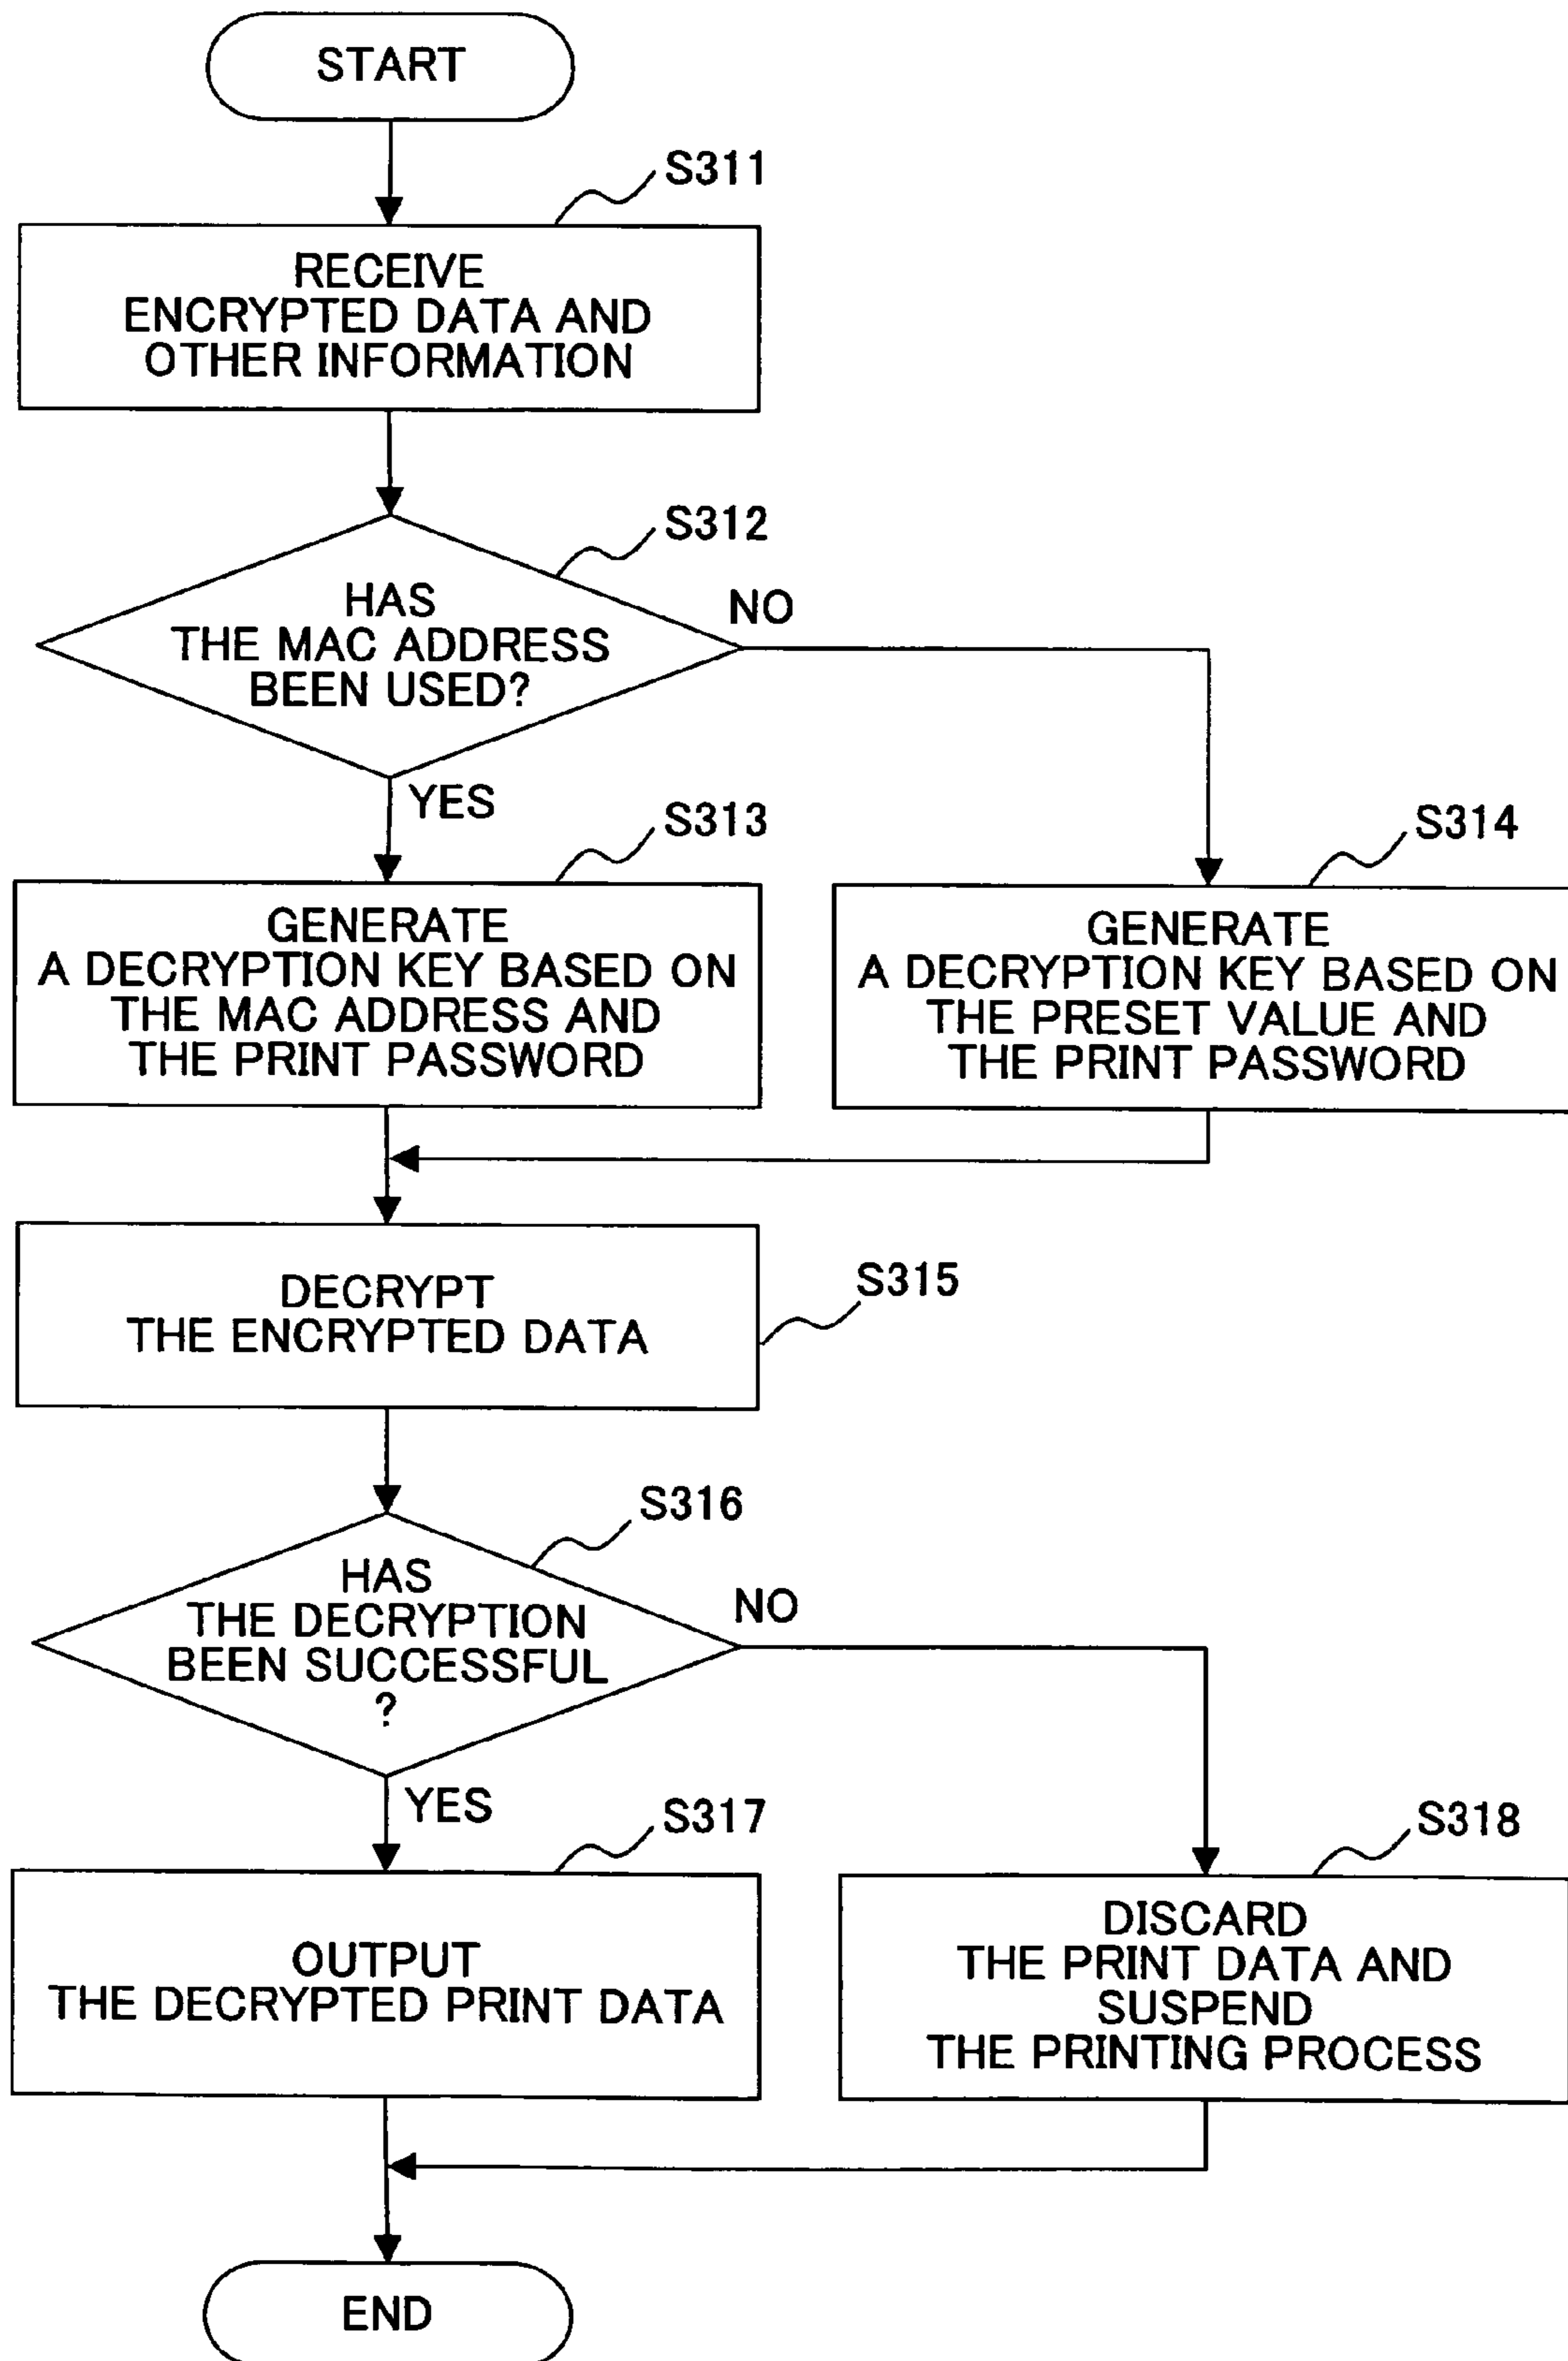 START
S311
RECEIVE
ENCRYPTED DATA AND
OTHER INFORMATION
S312
HAS
THE MAC ADDRESS
BEEN USED?
NO
YES
S313
GENERATE
A DECRYPTION KEY BASED ON
THE MAC ADDRESS AND
THE PRINT PASSWORD
S314
GENERATE
A DECRYPTION KEY BASED ON
THE PRESET VALUE AND
THE PRINT PASSWORD
DECRYPT
THE ENCRYPTED DATA
S315
S316
HAS
THE DECRYPTION
BEEN SUCCESSFUL
?
NO
YES
S317
OUTPUT
THE DECRYPTED PRINT DATA
S318
DISCARD
THE PRINT DATA AND
SUSPEND
THE PRINTING PROCESS
END